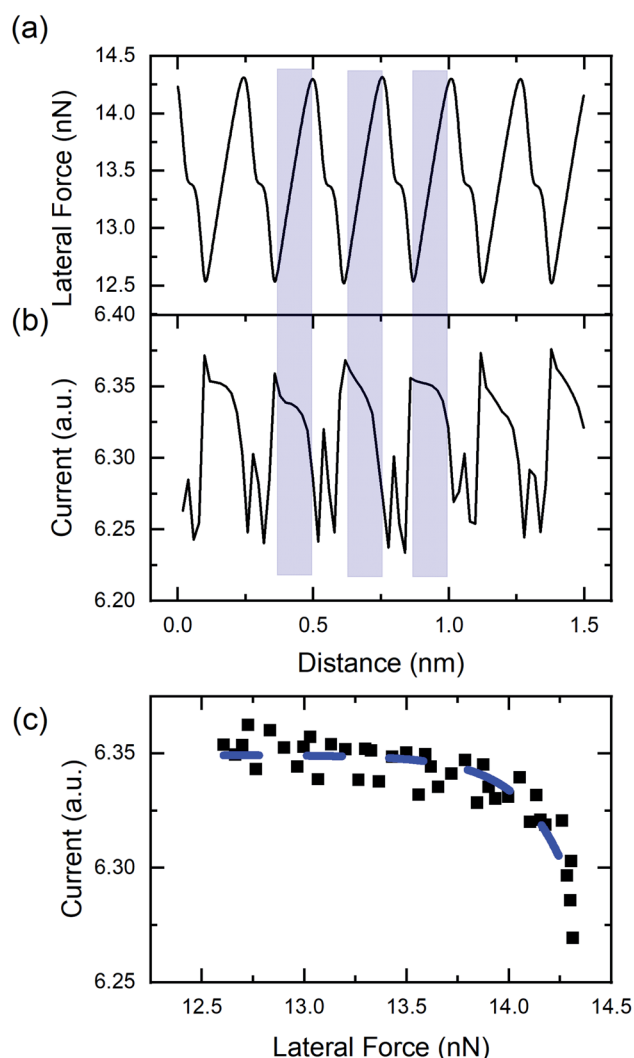 (a)
14.5
14.0
13.5
13.0
12.5
Lateral Force (nN)
(b)
6.40
6.35
6.30
6.25
6.20
Current (a.u.)
0.0 0.5 1.0 1.5
Distance (nm)
(c)
6.35
6.30
6.25
Current (a.u.)
12.5 13.0 13.5 14.0 14.5
Lateral Force (nN)